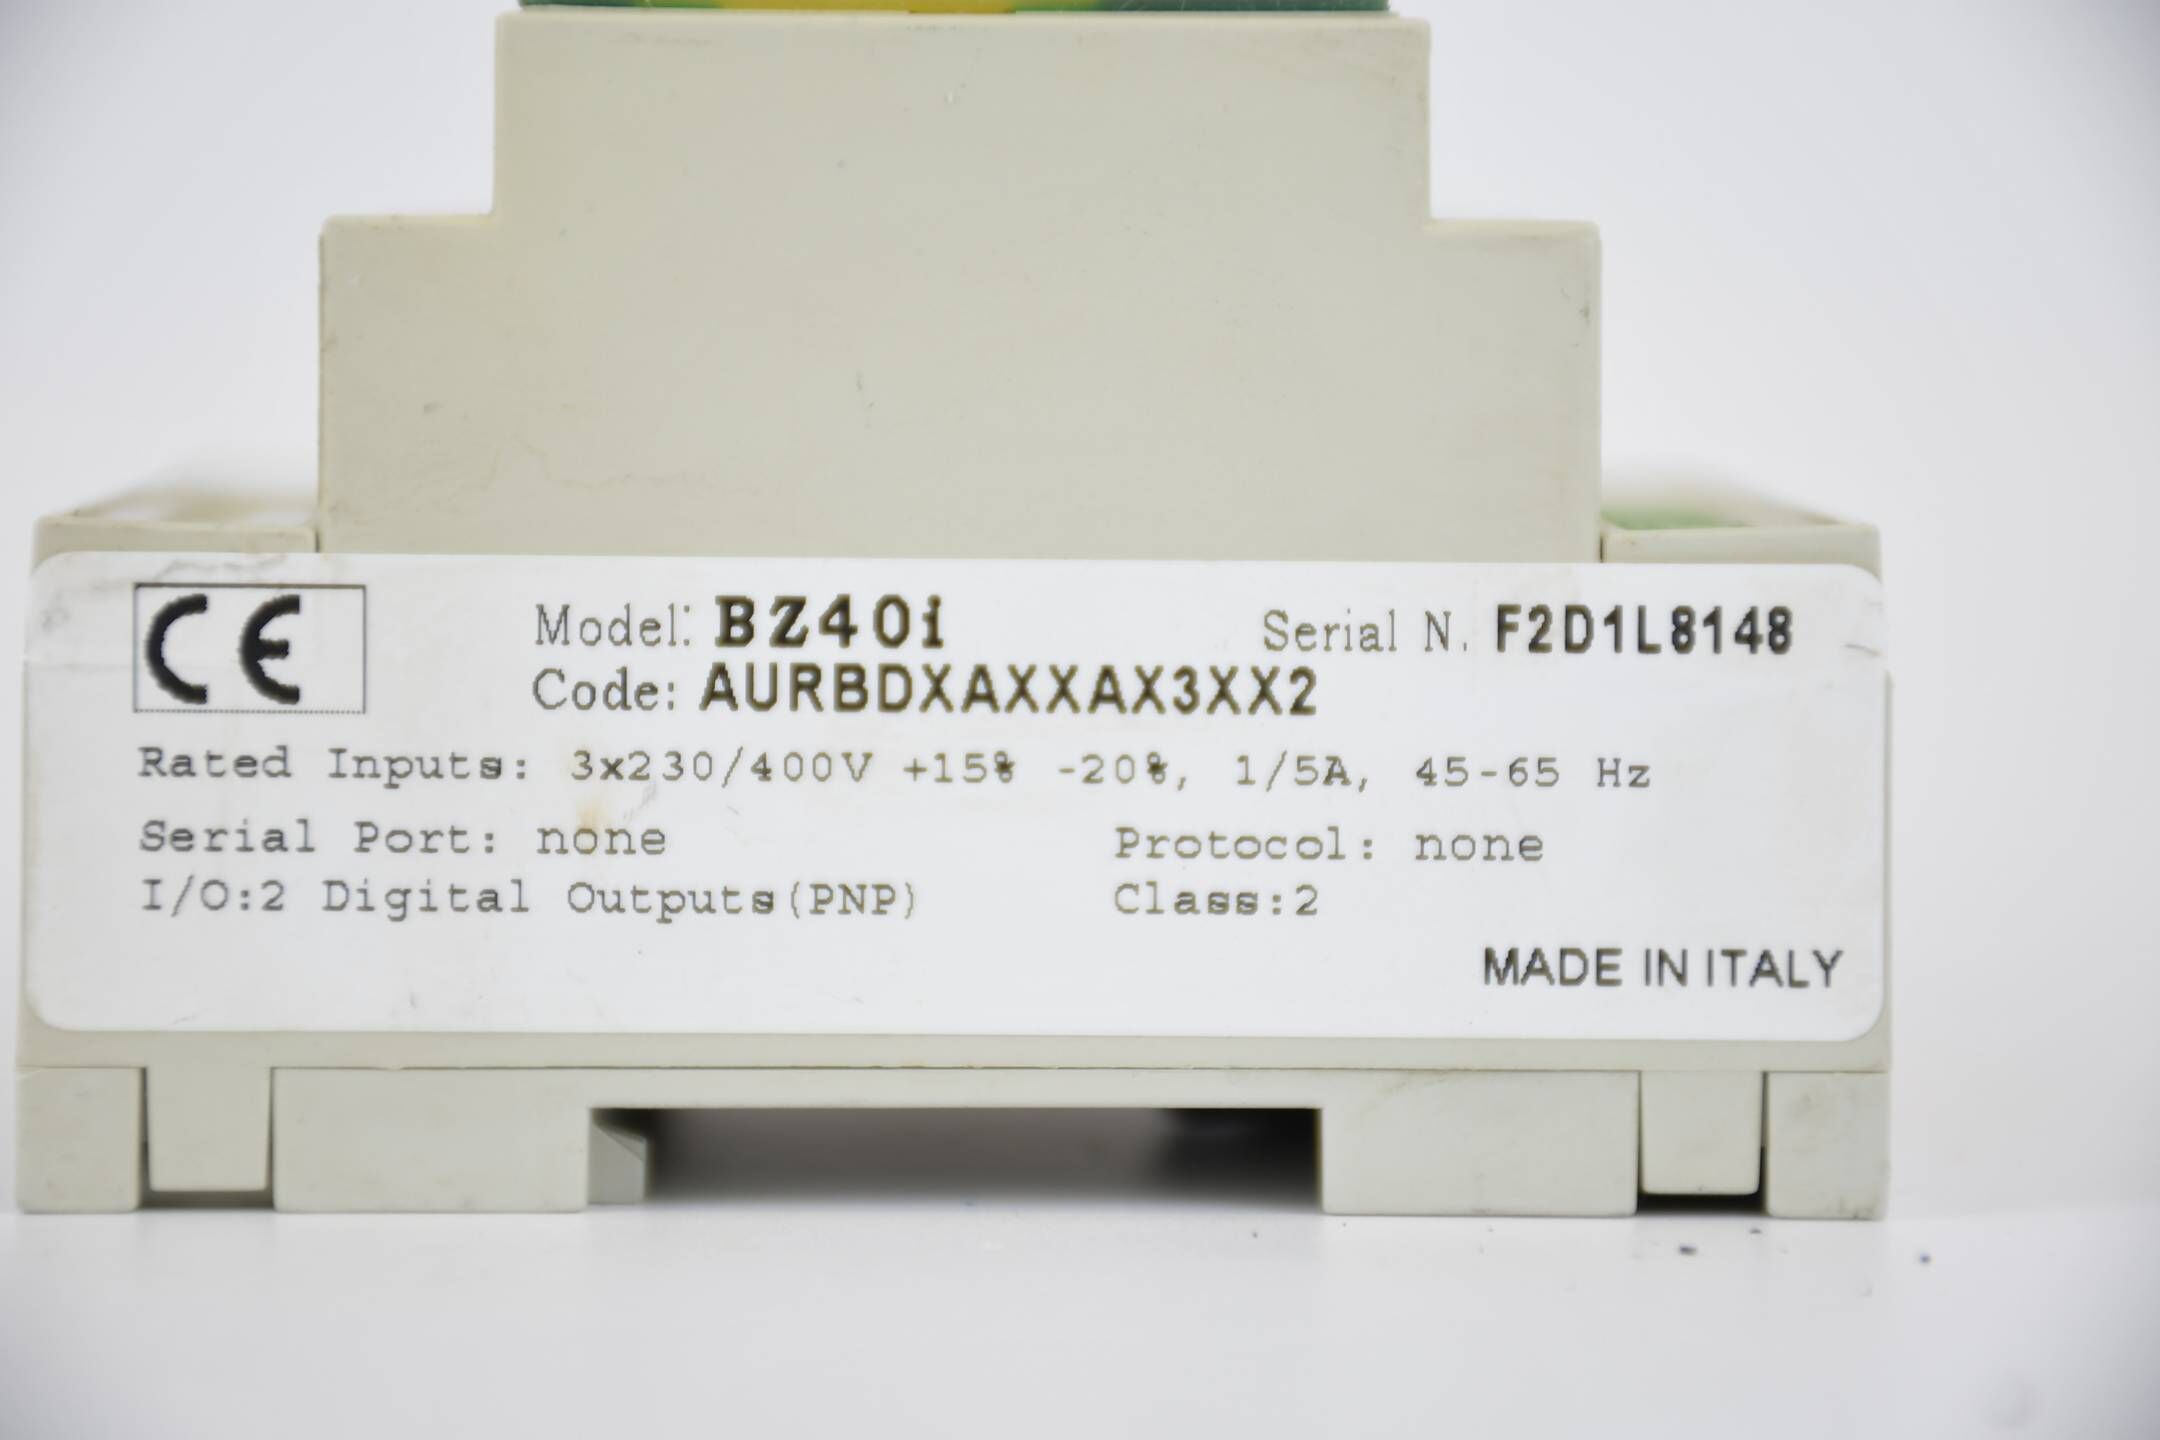 CE
Model: BZ40i Serial N. F2D1L8148
Code: AURBDXAXXAX3XX2
Rated Inputs: 3x230/400V +15% -20%, 1/5A, 45-65 Hz
Serial Port: none Protocol: none
I/O:2 Digital Outputs(PNP) Class:2
MADE IN ITALY